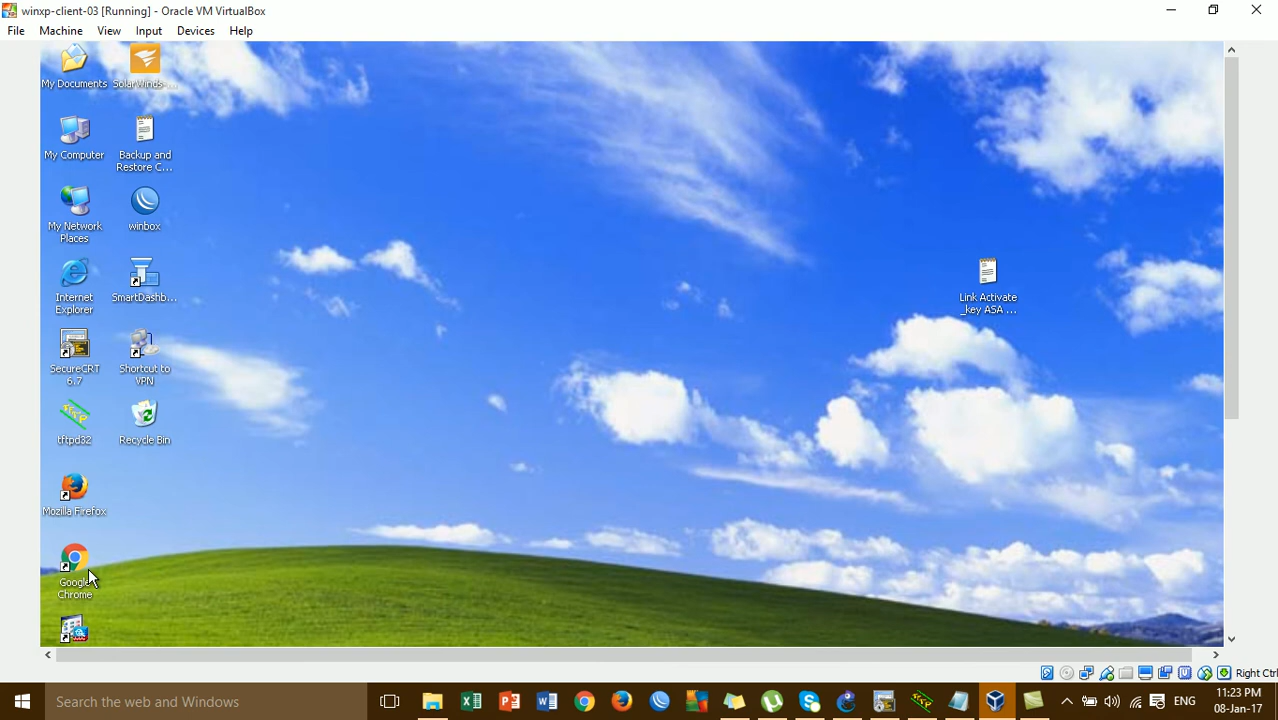 winxp-client-03 [Running] - Oracle VM VirtualBox
File Machine View Input Devices Help
My Documents
SolarWinds-...
My Computer
Backup and
Restore C...
My Network
Places
winbox
Internet
Explorer
SmartDashb...
SecureCRT
6.7
Shortcut to
VPN
tftpd32
Recycle Bin
Mozilla Firefox
Google
Chrome
Link Activate
_key ASA ...
Right Ctrl
Search the web and Windows
ENG
11:23 PM
08-Jan-17